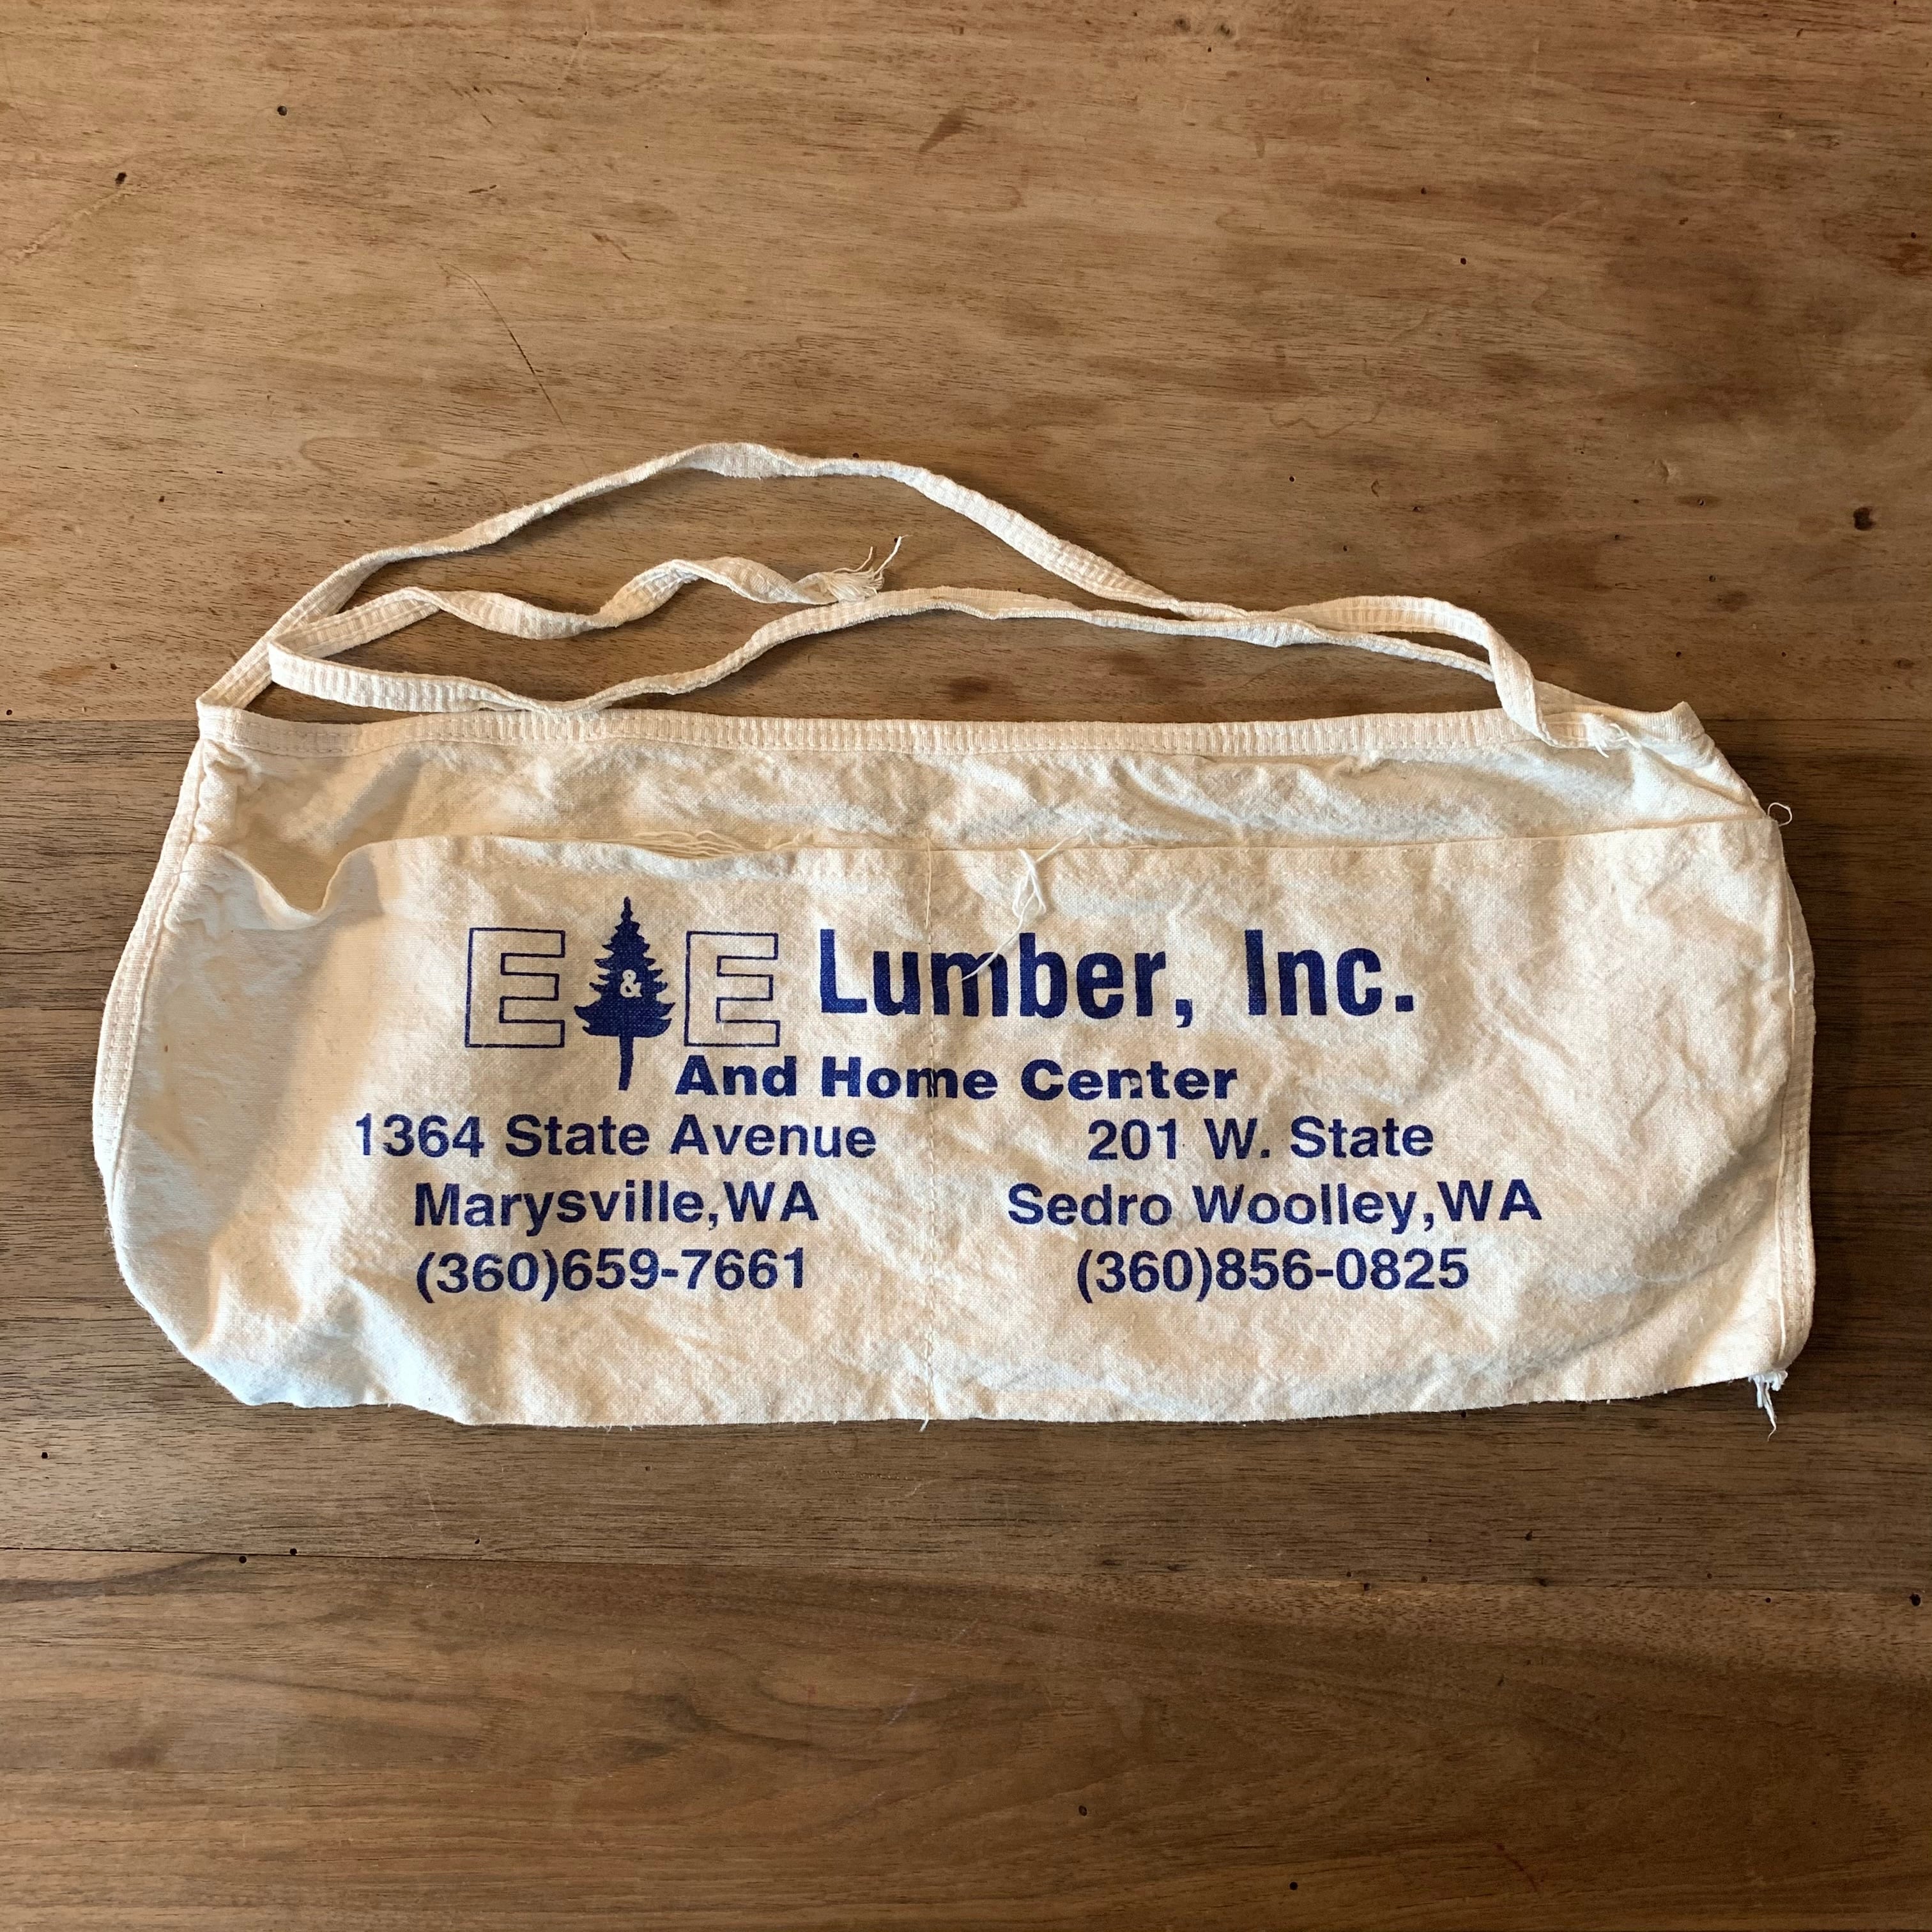 E & E Lumber, Inc.
And Home Center
1364 State Avenue
Marysville,WA
(360)659-7661
201 W. State
Sedro Woolley,WA
(360)856-0825